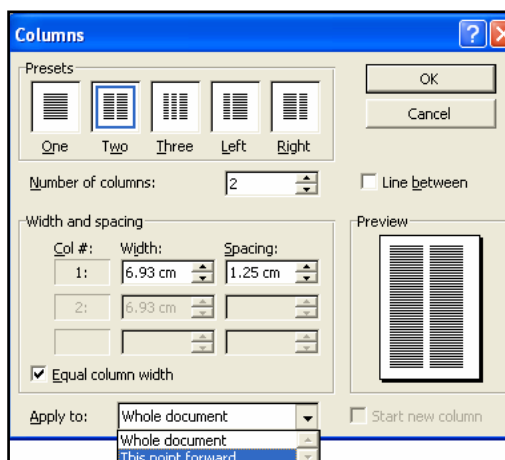 Columns
Presets
One Two Three Left Right
OK
Cancel
Number of columns: 2
Line between
Width and spacing
Col #: Width: Spacing:
1: 6.93 cm 1.25 cm
2: 6.93 cm
Equal column width
Preview
Apply to: Whole document
Start new column
Whole document
This point forward